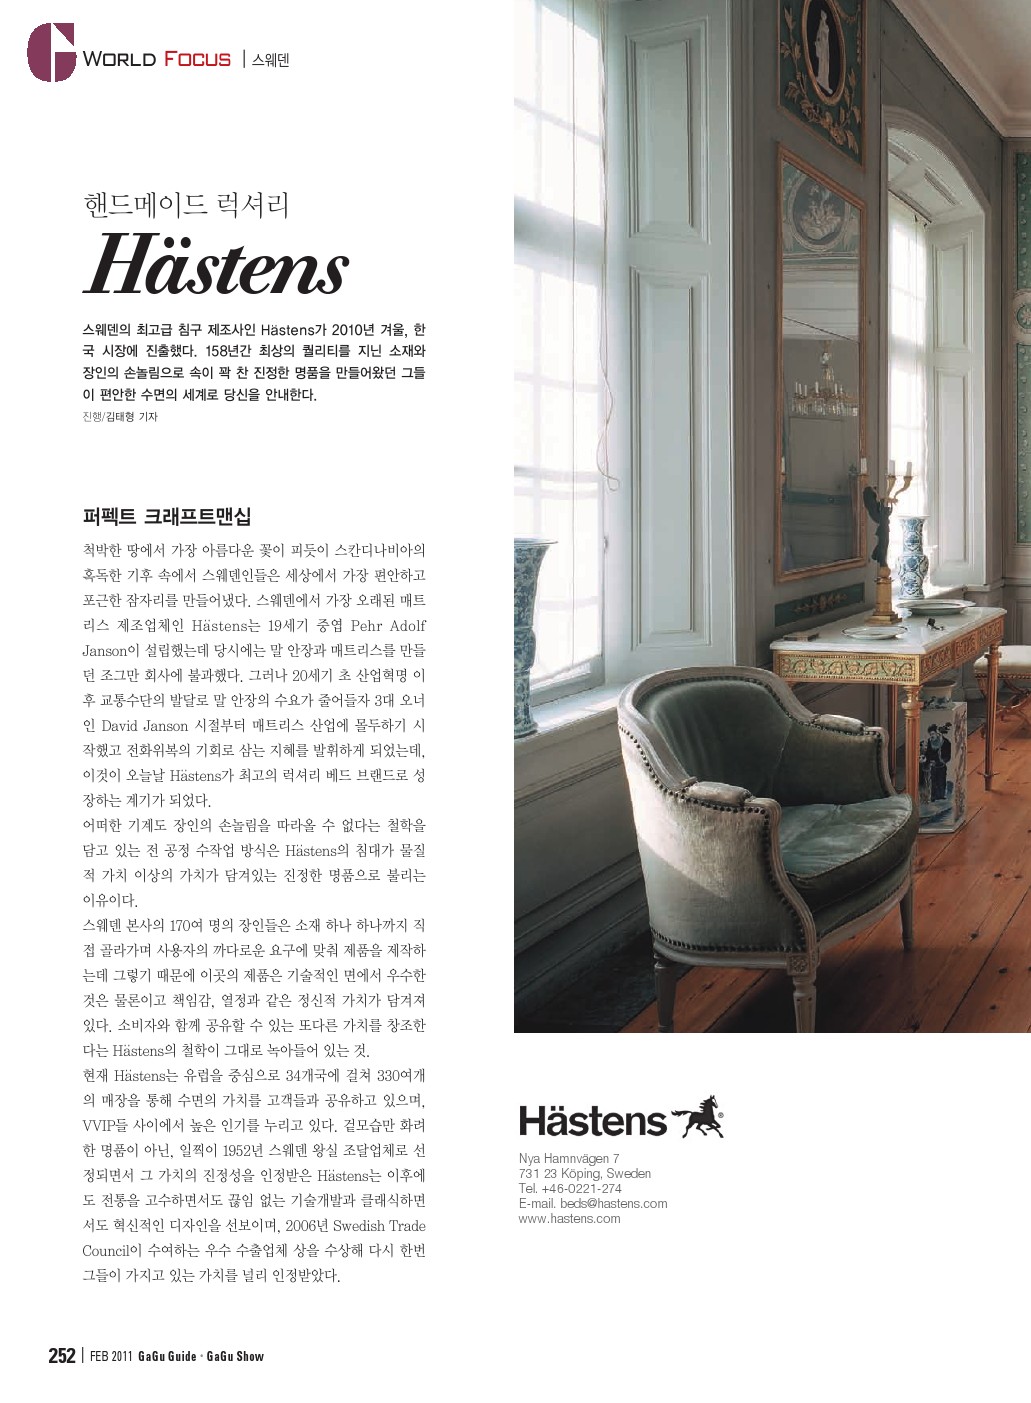 WORLD FOCUS | 스웨덴
핸드메이드 럭셔리
Hästens
스웨덴의 최고급 침구 제조사인 Hästens가 2010년 겨울, 한
국 시장에 진출했다. 158년간 최상의 퀄리티를 지닌 소재와
장인의 손놀림으로 속이 꽉 찬 진정한 명품을 만들어왔던 그들
이 편안한 수면의 세계로 당신을 안내한다.
진행/김태형 기자
퍼펙트 크래프트맨십
척박한 땅에서 가장 아름다운 꽃이 피듯이 스칸디나비아의
혹독한 기후 속에서 스웨덴인들은 세상에서 가장 편안하고
포근한 잠자리를 만들어냈다. 스웨덴에서 가장 오래된 매트
리스 제조업체인 Hästens는 19세기 중엽 Pehr Adolf
Janson이 설립했는데 당시에는 말 안장과 매트리스를 만들
던 조그만 회사에 불과했다. 그러나 20세기 초 산업혁명 이
후 교통수단의 발달로 말 안장의 수요가 줄어들자 3대 오너
인 David Janson 시절부터 매트리스 산업에 몰두하기 시
작했고 전화위복의 기회로 삼는 지혜를 발휘하게 되었는데,
이것이 오늘날 Hästens가 최고의 럭셔리 베드 브랜드로 성
장하는 계기가 되었다.
어떠한 기계도 장인의 손놀림을 따라올 수 없다는 철학을
담고 있는 전 공정 수작업 방식은 Hästens의 침대가 물질
적 가치 이상의 가치가 담겨있는 진정한 명품으로 불리는
이유이다.
스웨덴 본사의 170여 명의 장인들은 소재 하나 하나까지 직
접 골라가며 사용자의 까다로운 요구에 맞춰 제품을 제작하
는데 그렇기 때문에 이곳의 제품은 기술적인 면에서 우수한
것은 물론이고 책임감, 열정과 같은 정신적 가치가 담겨져
있다. 소비자와 함께 공유할 수 있는 또다른 가치를 창조한
다는 Hästens의 철학이 그대로 녹아들어 있는 것.
현재 Hästens는 유럽을 중심으로 34개국에 걸쳐 330여개
의 매장을 통해 수면의 가치를 고객들과 공유하고 있으며,
VVIP들 사이에서 높은 인기를 누리고 있다. 겉모습만 화려
한 명품이 아닌, 일찍이 1952년 스웨덴 왕실 조달업체로 선
정되면서 그 가치의 진정성을 인정받은 Hästens는 이후에
도 전통을 고수하면서도 끊임 없는 기술개발과 클래식하면
서도 혁신적인 디자인을 선보이며, 2006년 Swedish Trade
Council이 수여하는 우수 수출업체 상을 수상해 다시 한번
그들이 가지고 있는 가치를 널리 인정받았다.
Hästens®
Nya Hamnvägen 7
731 23 Köping, Sweden
Tel. +46-0221-274
E-mail. beds@hastens.com
www.hastens.com
252 | FEB 2011 GaGu Guide · GaGu Show